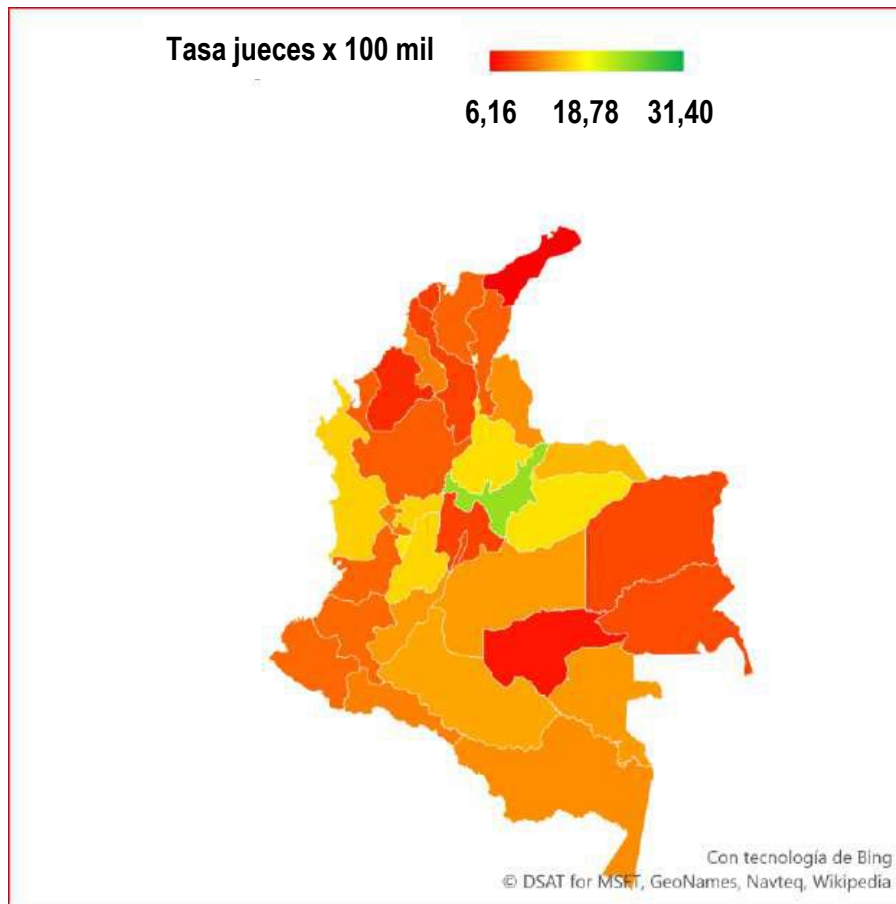 Tasa jueces x 100 mil
6,16 18,78 31,40
Con tecnología de Bing
© DSAT for MSFT, GeoNames, Navteq, Wikipedia